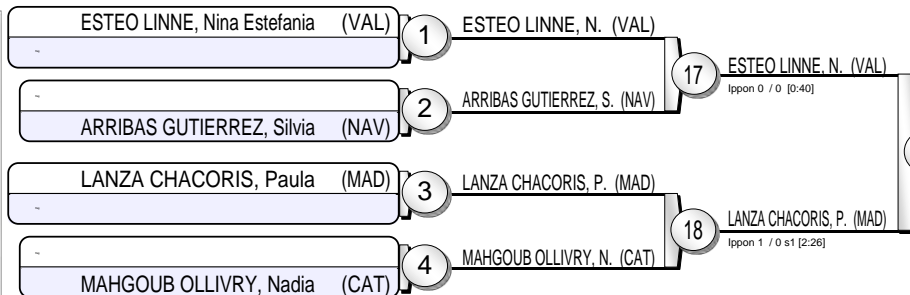 ESTEO LINNE, Nina Estefania (VAL)
~
1
ESTEO LINNE, N. (VAL)
~
ARRIBAS GUTIERREZ, Silvia (NAV)
2
ARRIBAS GUTIERREZ, S. (NAV)
17
ESTEO LINNE, N. (VAL)
Ippon 0 / 0 [0:40]
LANZA CHACORIS, Paula (MAD)
~
3
LANZA CHACORIS, P. (MAD)
~
MAHGOUB OLLIVRY, Nadia (CAT)
4
MAHGOUB OLLIVRY, N. (CAT)
18
LANZA CHACORIS, P. (MAD)
Ippon 1 / 0 s1 [2:26]